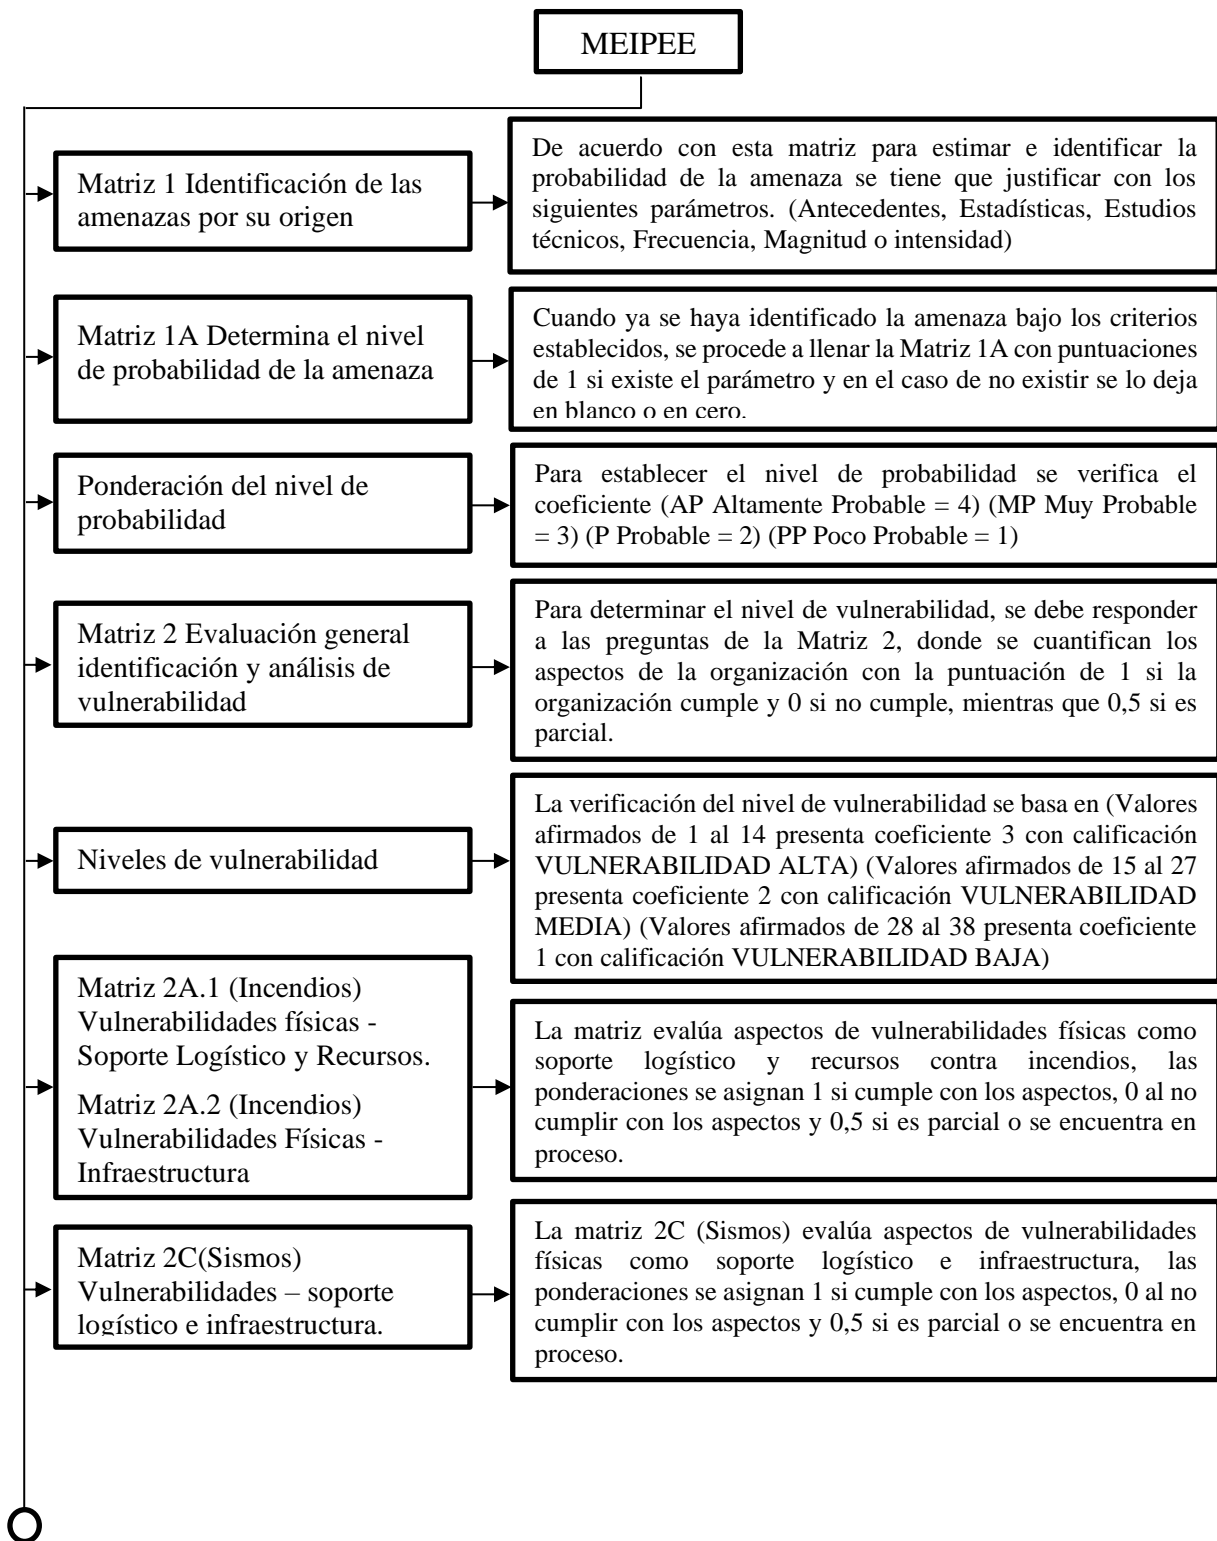 MEIPEE
Matriz 1 Identificación de las
amenazas por su origen
De acuerdo con esta matriz para estimar e identificar la
probabilidad de la amenaza se tiene que justificar con los
siguientes parámetros. (Antecedentes, Estadísticas, Estudios
técnicos, Frecuencia, Magnitud o intensidad)
Matriz 1A Determina el nivel
de probabilidad de la amenaza
Cuando ya se haya identificado la amenaza bajo los criterios
establecidos, se procede a llenar la Matriz 1A con puntuaciones
de 1 si existe el parámetro y en el caso de no existir se lo deja
en blanco o en cero.
Ponderación del nivel de
probabilidad
Para establecer el nivel de probabilidad se verifica el
coeficiente (AP Altamente Probable = 4) (MP Muy Probable
= 3) (P Probable = 2) (PP Poco Probable = 1)
Matriz 2 Evaluación general
identificación y análisis de
vulnerabilidad
Para determinar el nivel de vulnerabilidad, se debe responder
a las preguntas de la Matriz 2, donde se cuantifican los
aspectos de la organización con la puntuación de 1 si la
organización cumple y 0 si no cumple, mientras que 0,5 si es
parcial.
Niveles de vulnerabilidad
La verificación del nivel de vulnerabilidad se basa en (Valores
afirmados de 1 al 14 presenta coeficiente 3 con calificación
VULNERABILIDAD ALTA) (Valores afirmados de 15 al 27
presenta coeficiente 2 con calificación VULNERABILIDAD
MEDIA) (Valores afirmados de 28 al 38 presenta coeficiente
1 con calificación VULNERABILIDAD BAJA)
Matriz 2A.1 (Incendios)
Vulnerabilidades físicas -
Soporte Logístico y Recursos.
Matriz 2A.2 (Incendios)
Vulnerabilidades Físicas -
Infraestructura
La matriz evalúa aspectos de vulnerabilidades físicas como
soporte logístico y recursos contra incendios, las
ponderaciones se asignan 1 si cumple con los aspectos, 0 al no
cumplir con los aspectos y 0,5 si es parcial o se encuentra en
proceso.
Matriz 2C(Sismos)
Vulnerabilidades – soporte
logístico e infraestructura.
La matriz 2C (Sismos) evalúa aspectos de vulnerabilidades
físicas como soporte logístico e infraestructura, las
ponderaciones se asignan 1 si cumple con los aspectos, 0 al no
cumplir con los aspectos y 0,5 si es parcial o se encuentra en
proceso.